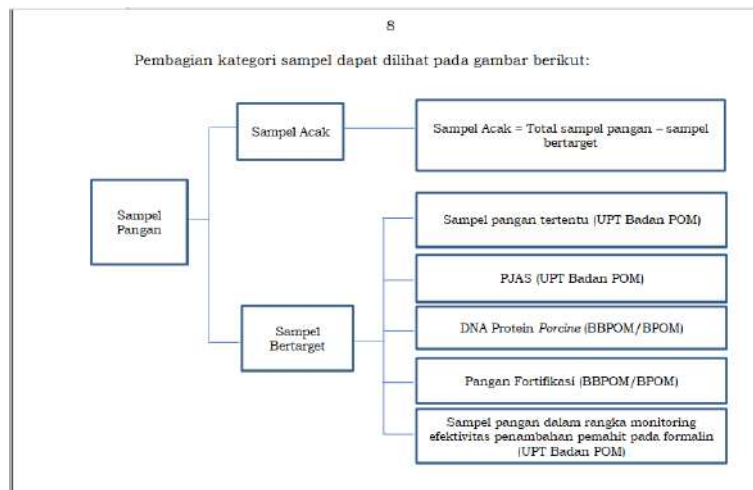 8
Pembagian kategori sampel dapat dilihat pada gambar berikut:
Sampel Acak
Sampel Acak = Total sampel pangan – sampel
bertarget
Sampel
Pangan
Sampel pangan tertentu (UPT Badan POM)
PJAS (UPT Badan POM)
Sampel
Bertarget
DNA Protein Porcine (BBPOM/BPOM)
Pangan Fortifikasi (BBPOM/BPOM)
Sampel pangan dalam rangka monitoring
efektivitas penambahan pemahit pada formalin
(UPT Badan POM)